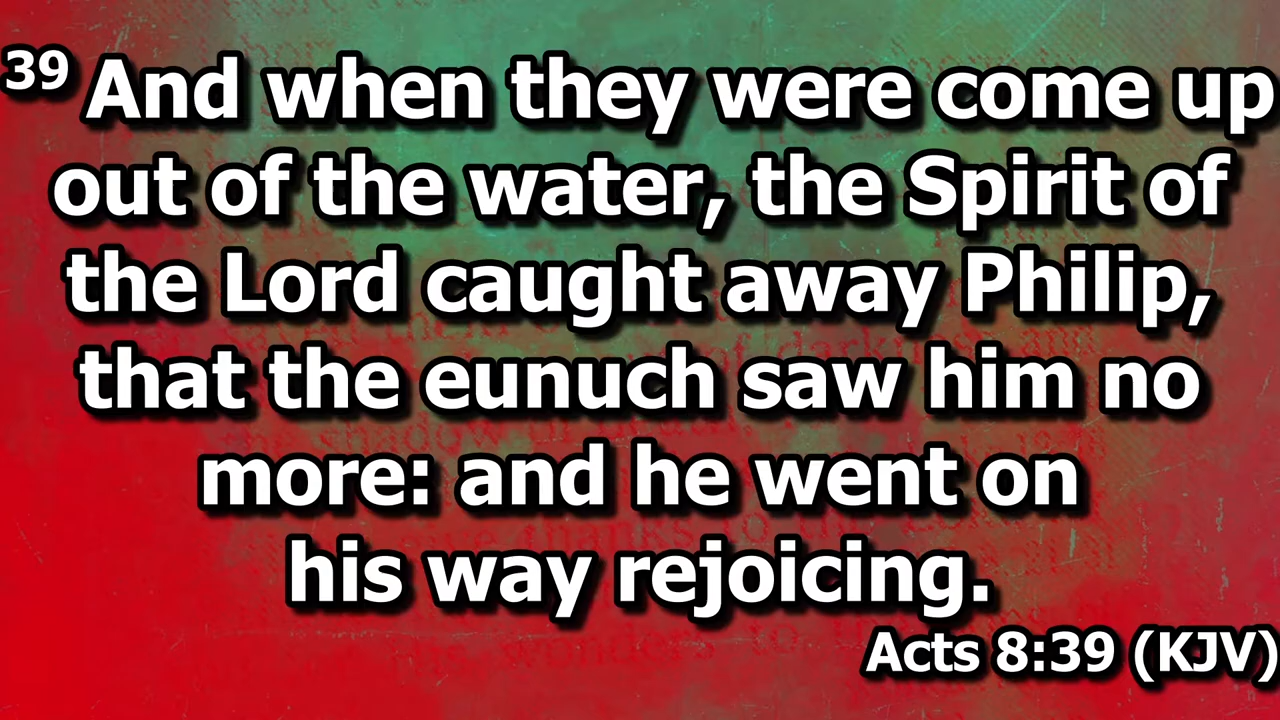 39 And when they were come up
out of the water, the Spirit of
the Lord caught away Philip,
that the eunuch saw him no
more: and he went on
his way rejoicing.
Acts 8:39 (KJV)